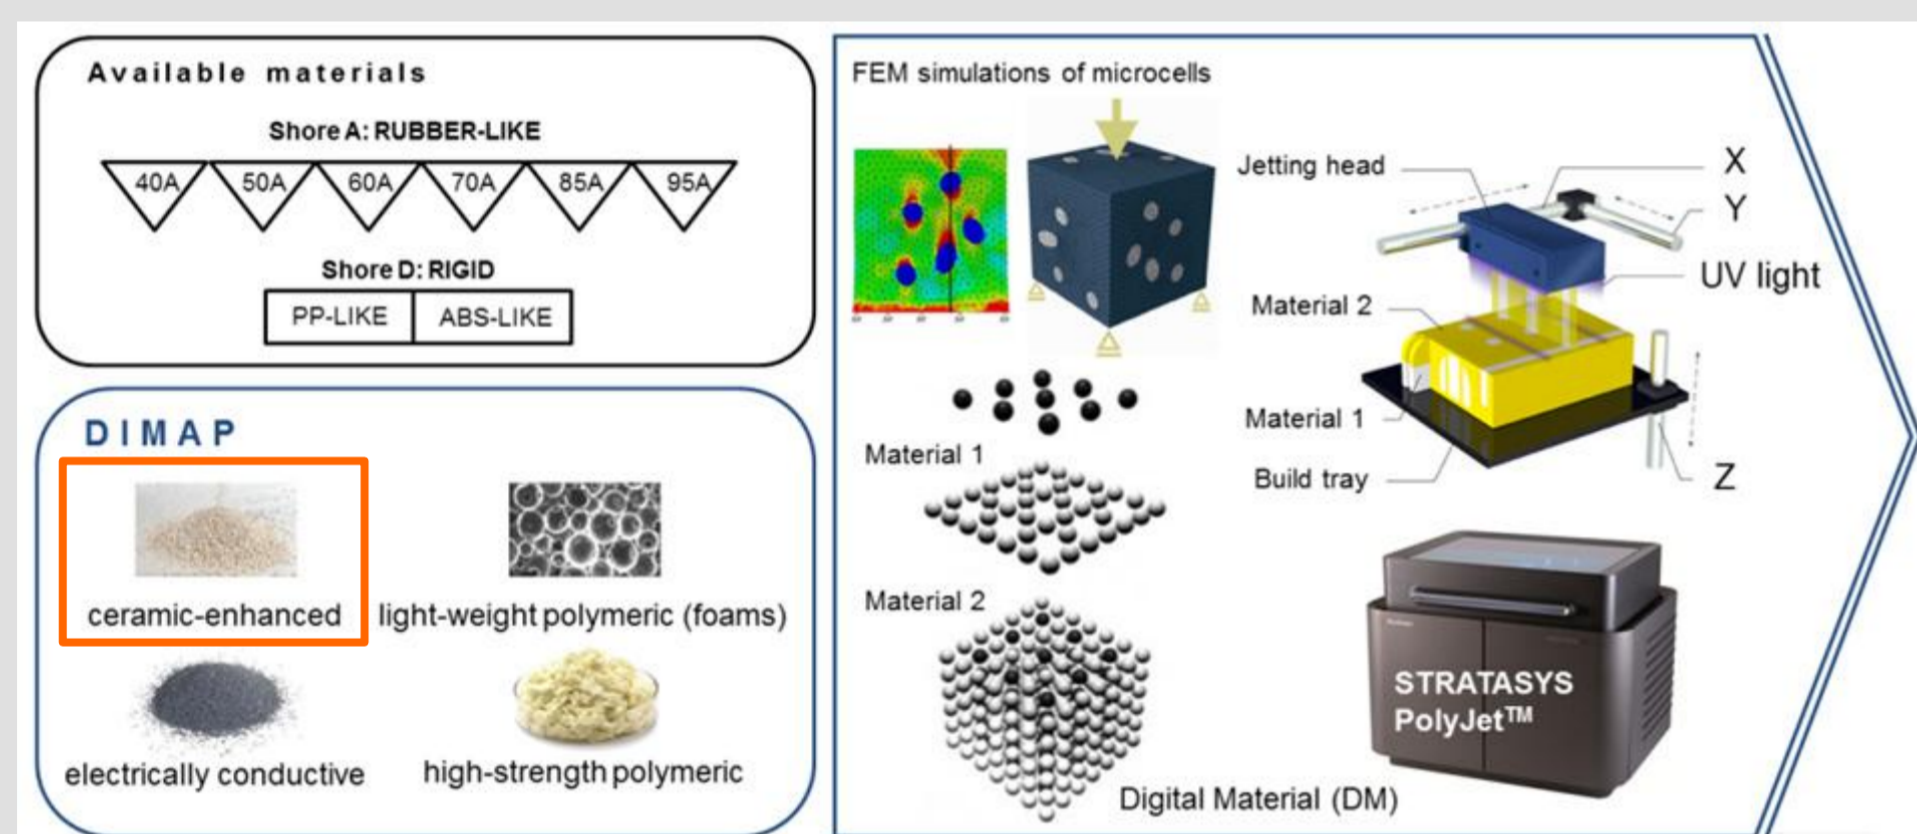 Available materials
Shore A: RUBBER-LIKE
40A 50A 60A 70A 85A 95A
Shore D: RIGID
PP-LIKE ABS-LIKE
DIMAP
ceramic-enhanced
light-weight polymeric (foams)
electrically conductive
high-strength polymeric
FEM simulations of microcells
Material 1
Material 2
Digital Material (DM)
Jetting head
X
Y
UV light
Material 2
Material 1
Build tray
Z
STRATASYS
PolyJet™